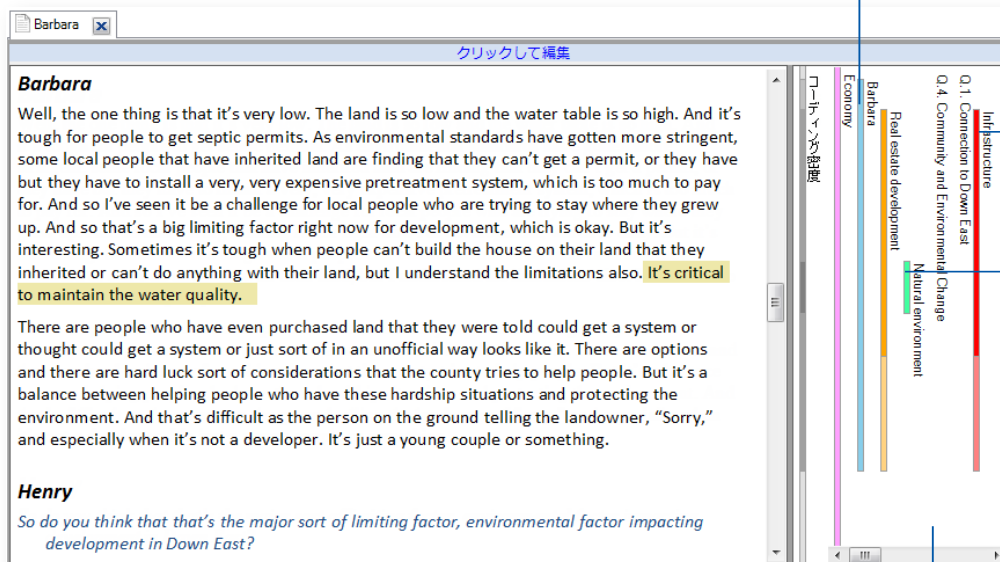 Barbara
クリックして編集
Barbara
Well, the one thing is that it's very low. The land is so low and the water table is so high. And it's
tough for people to get septic permits. As environmental standards have gotten more stringent,
some local people that have inherited land are finding that they can't get a permit, or they have
but they have to install a very, very expensive pretreatment system, which is too much to pay
for. And so I've seen it be a challenge for local people who are trying to stay where they grew
up. And so that's a big limiting factor right now for development, which is okay. But it's
interesting. Sometimes it's tough when people can't build the house on their land that they
inherited or can't do anything with their land, but I understand the limitations also. It's critical
to maintain the water quality.
There are people who have even purchased land that they were told could get a system or
thought could get a system or just sort of in an unofficial way looks like it. There are options
and there are hard luck sort of considerations that the county tries to help people. But it's a
balance between helping people who have these hardship situations and protecting the
environment. And that's difficult as the person on the ground telling the landowner, “Sorry,”
and especially when it's not a developer. It's just a young couple or something.
Henry
So do you think that that's the major sort of limiting factor, environmental factor impacting
development in Down East?
コーディング密度
Economy
Barbara
Real estate development
Natural environment
Q.4. Community and Environmental Change
Q.1. Connection to Down East
Infrastructure